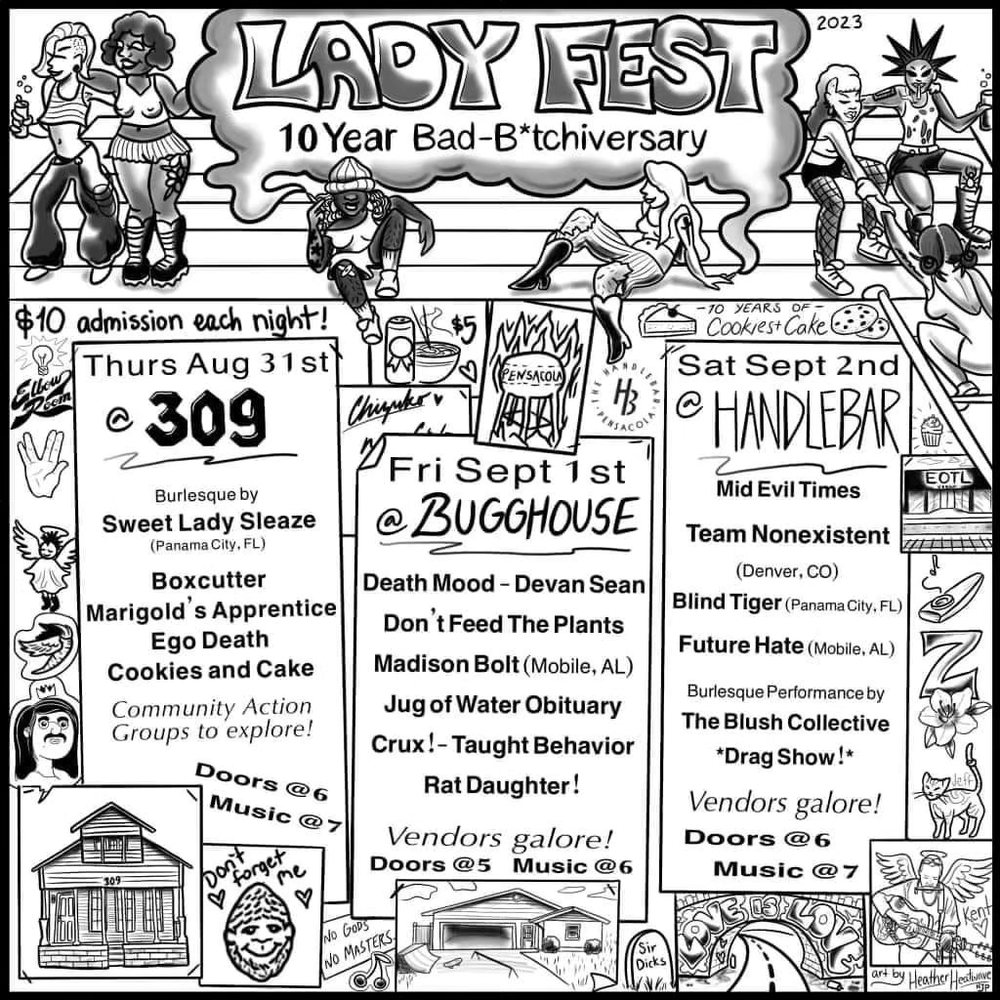 LADY FEST
2023
10 Year Bad-B*tchiversary
$10 admission each night!
Elbow Room
Thurs Aug 31st
@ 309
Burlesque by
Sweet Lady Sleaze
(Panama City, FL)
Boxcutter
Marigold's Apprentice
Ego Death
Cookies and Cake
Community Action
Groups to explore!
Doors @6
Music @7
$5
Chizuko
PENSACOLA
THE HANDLEBAR
HB
PENSACOLA
-10 YEARS OF-
Cookies + Cake
Fri Sept 1st
@ BUGGHOUSE
Death Mood - Devan Sean
Don't Feed The Plants
Madison Bolt (Mobile, AL)
Jug of Water Obituary
Crux! - Taught Behavior
Rat Daughter!
Vendors galore!
Doors @5 Music @6
Sat Sept 2nd
@ HANDLEBAR
Mid Evil Times
Team Nonexistent
(Denver, CO)
Blind Tiger (Panama City, FL)
Future Hate (Mobile, AL)
Burlesque Performance by
The Blush Collective
*Drag Show!*
Vendors galore!
Doors @6
Music @7
EOTL
Z
Jeff
309
Don't
forget
me
NO GODS
NO MASTERS
Sir
Dicks
LOVE IS LOVE
Kent
art by Heather Heatwave